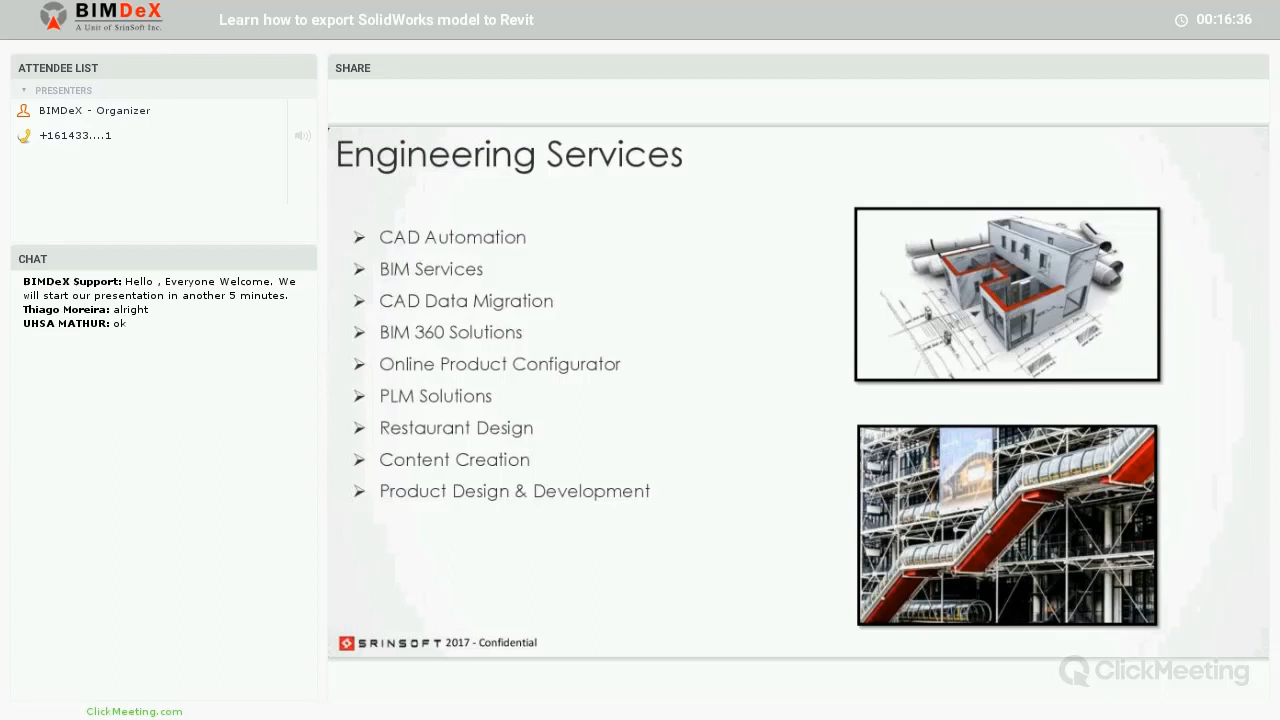 BIMDeX
A Unit of SrinSoft Inc.
Learn how to export SolidWorks model to Revit
00:16:36
ATTENDEE LIST
PRESENTERS
BIMDeX - Organizer
+161433....1
CHAT
BIMDeX Support: Hello , Everyone Welcome. We
will start our presentation in another 5 minutes.
Thiago Moreira: alright
UHSA MATHUR: ok
SHARE
Engineering Services
CAD Automation
BIM Services
CAD Data Migration
BIM 360 Solutions
Online Product Configurator
PLM Solutions
Restaurant Design
Content Creation
Product Design & Development
SRINSOFT 2017 - Confidential
ClickMeeting
ClickMeeting.com